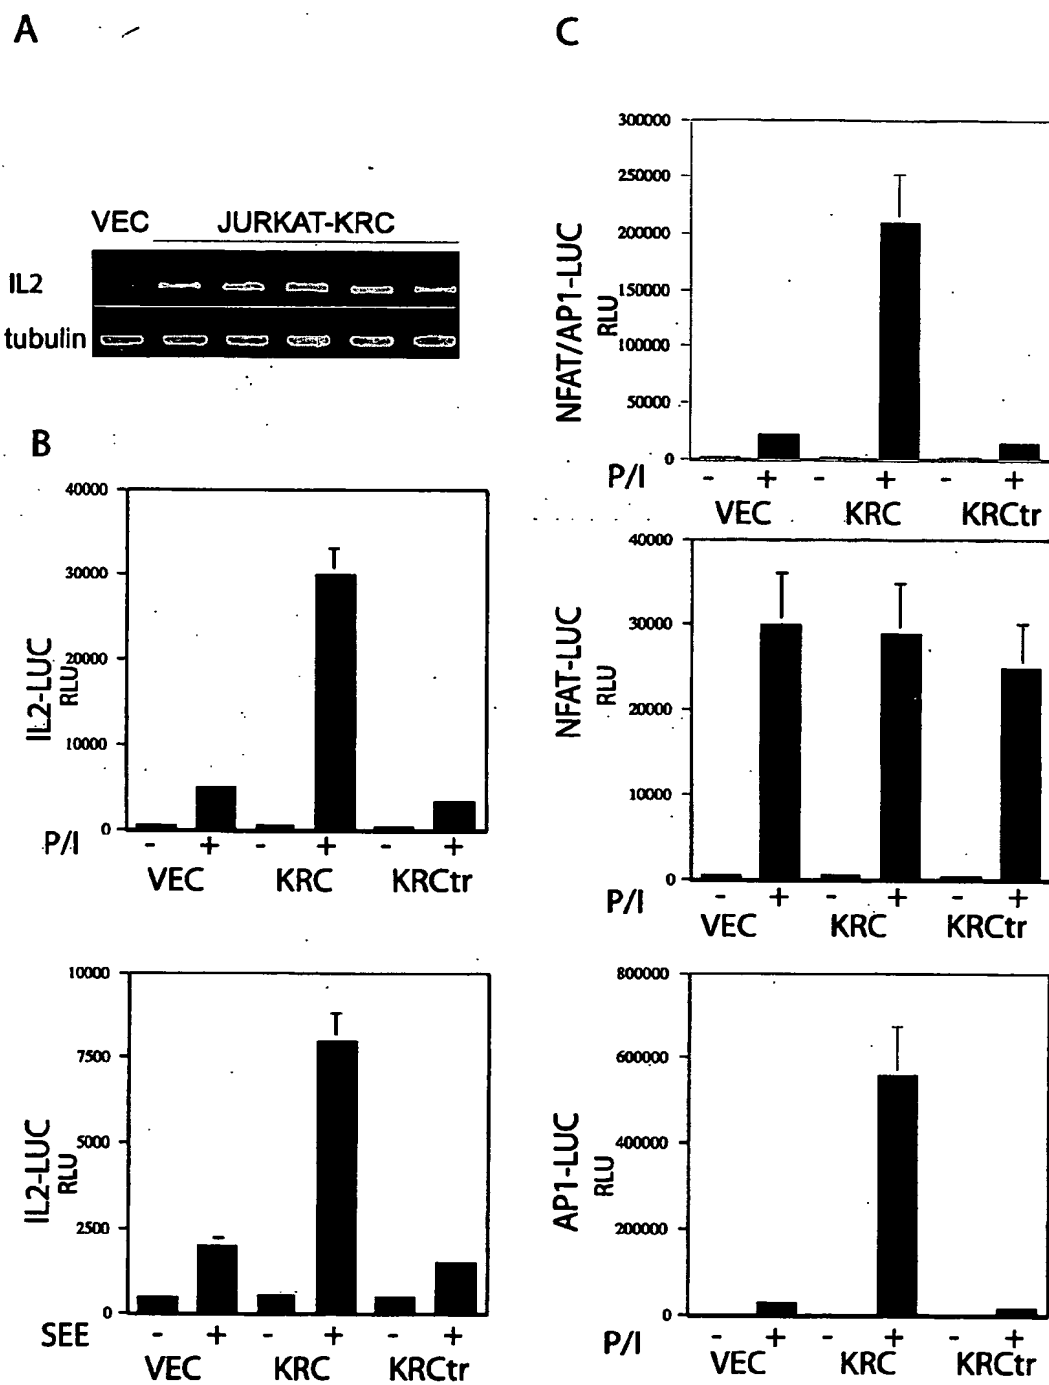 A
VEC JURKAT-KRC
IL2
tubulin
B
40000
30000
20000
10000
0
IL2-LUC
RLU
P/I - + - + - +
VEC KRC KRCtr
10000
7500
5000
2500
0
IL2-LUC
RLU
SEE - + - + - +
VEC KRC KRCtr
C
300000
250000
200000
150000
100000
50000
0
NFAT/AP1-LUC
RLU
P/I - + - + - +
VEC KRC KRCtr
40000
30000
20000
10000
0
NFAT-LUC
RLU
P/I - + - + - +
VEC KRC KRCtr
800000
600000
400000
200000
0
AP1-LUC
RLU
P/I - + - + - +
VEC KRC KRCtr